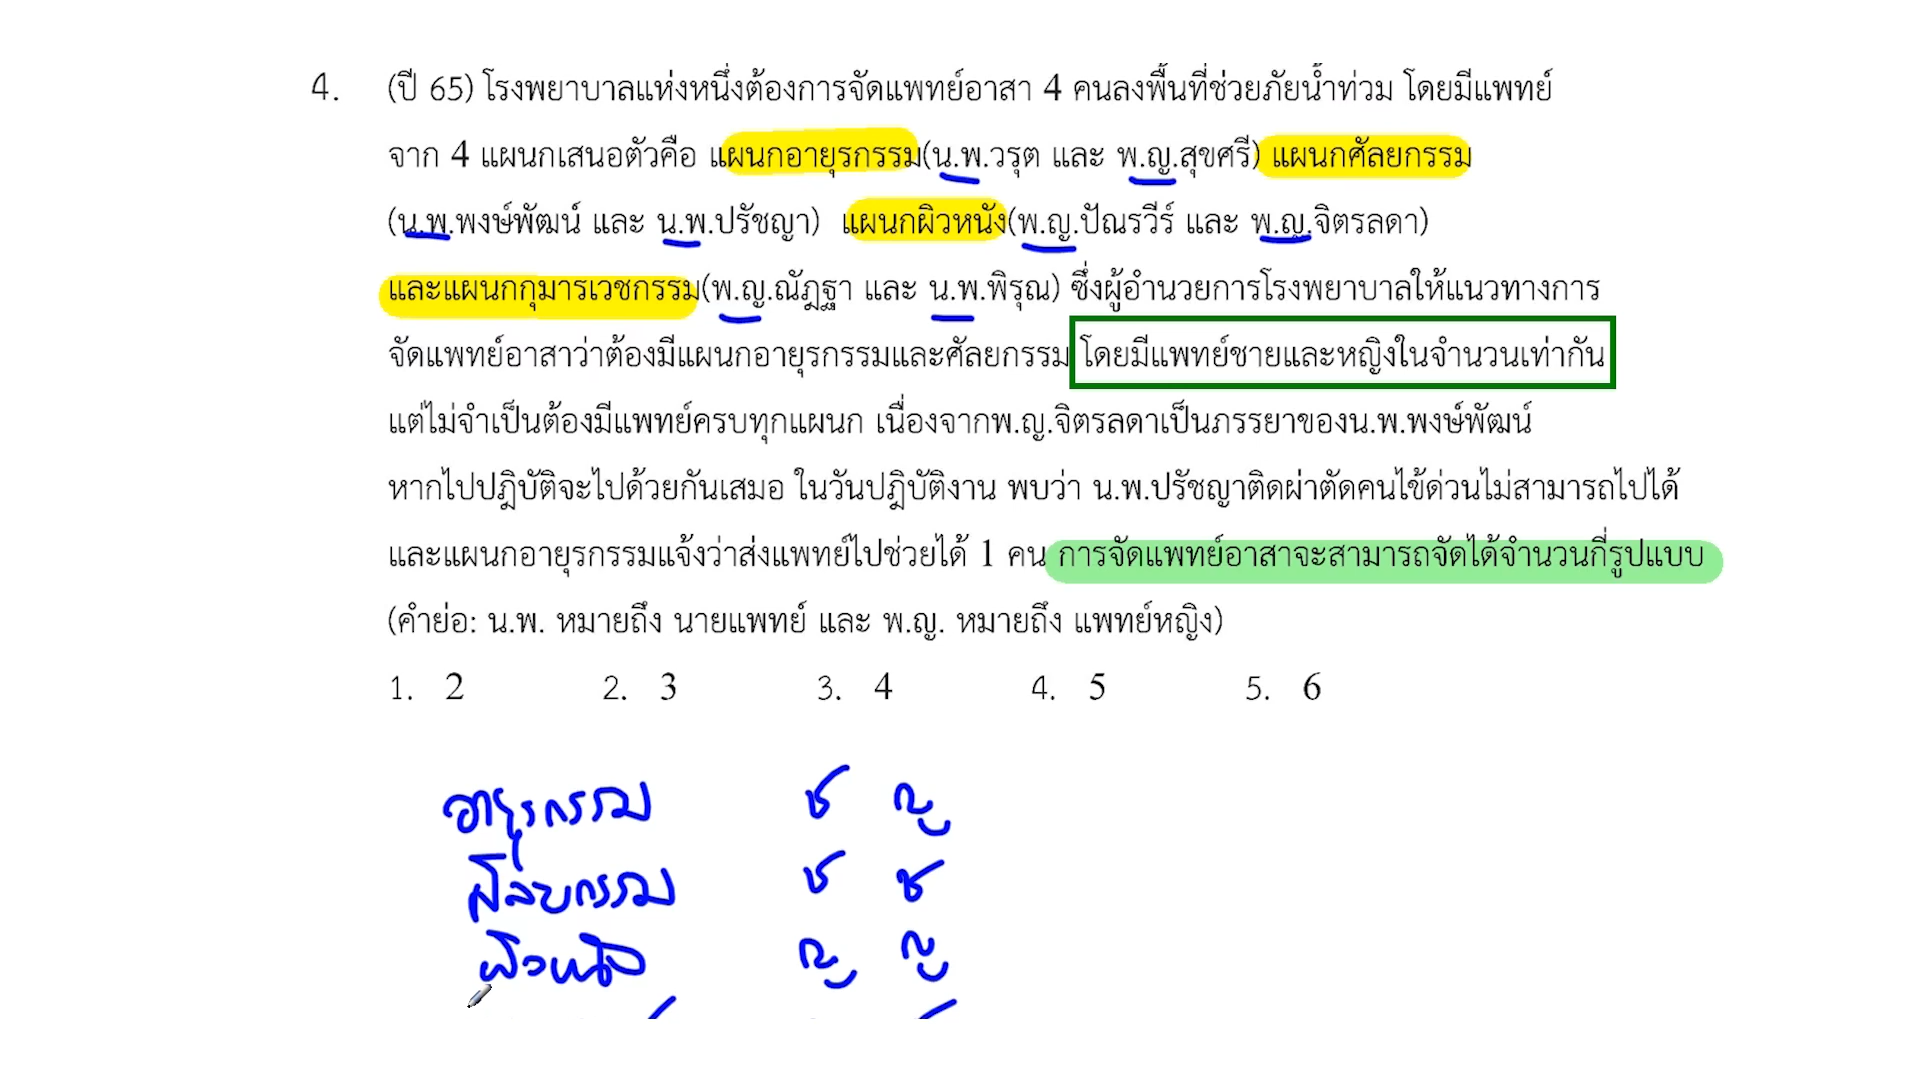 4. (ปี 65) โรงพยาบาลแห่งหนึ่งต้องการจัดแพทย์อาสา 4 คนลงพื้นที่ช่วยภัยน้ำท่วม โดยมีแพทย์
จาก 4 แผนกเสนอตัวคือ แผนกอายุรกรรม(น.พ.วรุต และ พ.ญ.สุขศรี) แผนกศัลยกรรม
(น.พ.พงษ์พัฒน์ และ น.พ.ปรัชญา) แผนกผิวหนัง(พ.ญ.ปัณรวีร์ และ พ.ญ.จิตรลดา)
และแผนกกุมารเวชกรรม(พ.ญ.ณัฎฐา และ น.พ.พิรุณ) ซึ่งผู้อำนวยการโรงพยาบาลให้แนวทางการ
จัดแพทย์อาสาว่าต้องมีแผนกอายุรกรรมและศัลยกรรม โดยมีแพทย์ชายและหญิงในจำนวนเท่ากัน
แต่ไม่จำเป็นต้องมีแพทย์ครบทุกแผนก เนื่องจากพ.ญ.จิตรลดาเป็นภรรยาของน.พ.พงษ์พัฒน์
หากไปปฎิบัติจะไปด้วยกันเสมอ ในวันปฎิบัติงาน พบว่า น.พ.ปรัชญาติดผ่าตัดคนไข้ด่วนไม่สามารถไปได้
และแผนกอายุรกรรมแจ้งว่าส่งแพทย์ไปช่วยได้ 1 คน การจัดแพทย์อาสาจะสามารถจัดได้จำนวนกี่รูปแบบ
(คำย่อ: น.พ. หมายถึง นายแพทย์ และ พ.ญ. หมายถึง แพทย์หญิง)
1. 2 2. 3 3. 4 4. 5 5. 6
อายุรกรรม ช ญ
ศัลยกรรม ช ช
ผิวหนัง ญ ญ